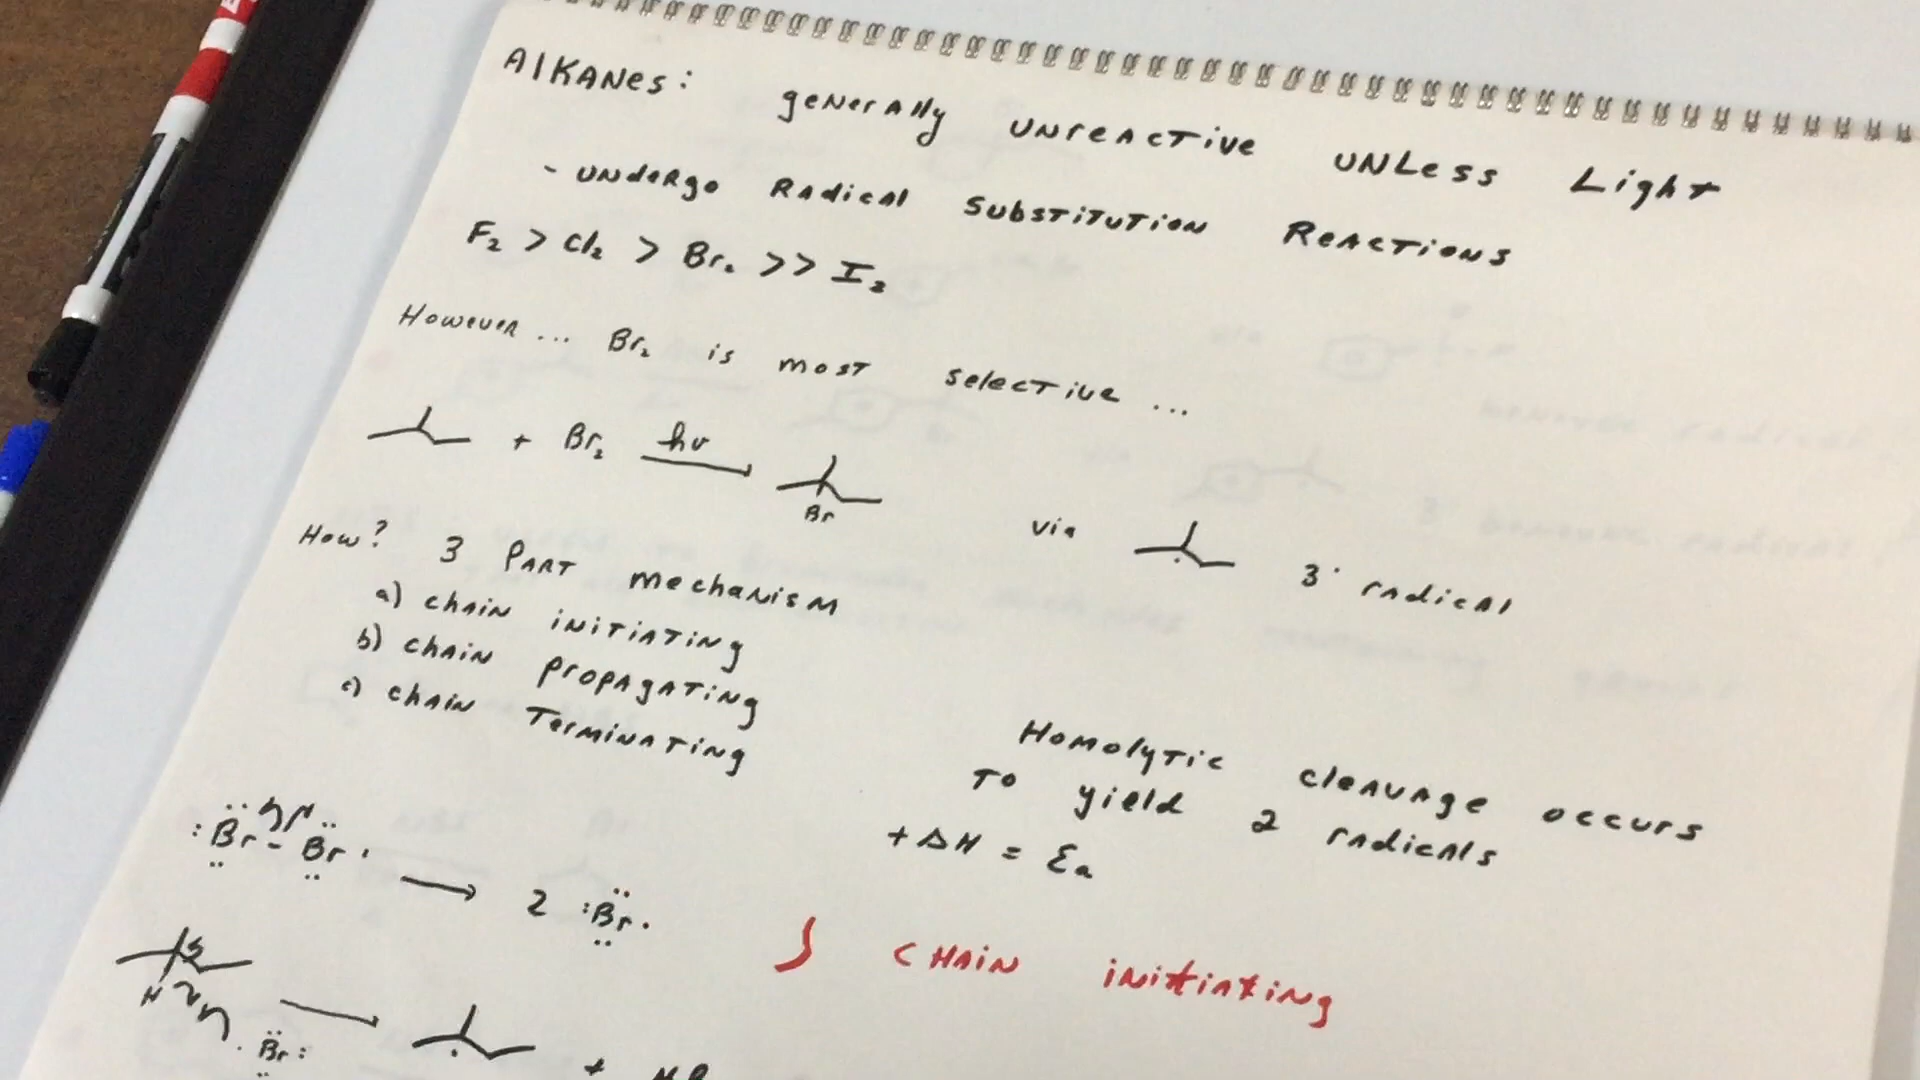 AlKANes: generAlly UNreACTive UNLess Light
- UNdeRgo RAdicAl SubsTiTuTioN ReAcTioNs
F₂ > Cl₂ > Br₂ >> I₂
However... Br₂ is mosT selecTive ...
+ Br₂ hν Br via 3° radicAl
How? 3 PArT mechANisM
a) chAiN iNiTiATiNg
b) chAiN propAgATiNg
c) chAiN TermiNATiNg
HomolyTic cleAvAge occurs
To yield 2 radicAls
+ΔH = Ea
:Br - Br: → 2 :Br·
CHAiN iNitiAtiNg
H ·Br: → + HB